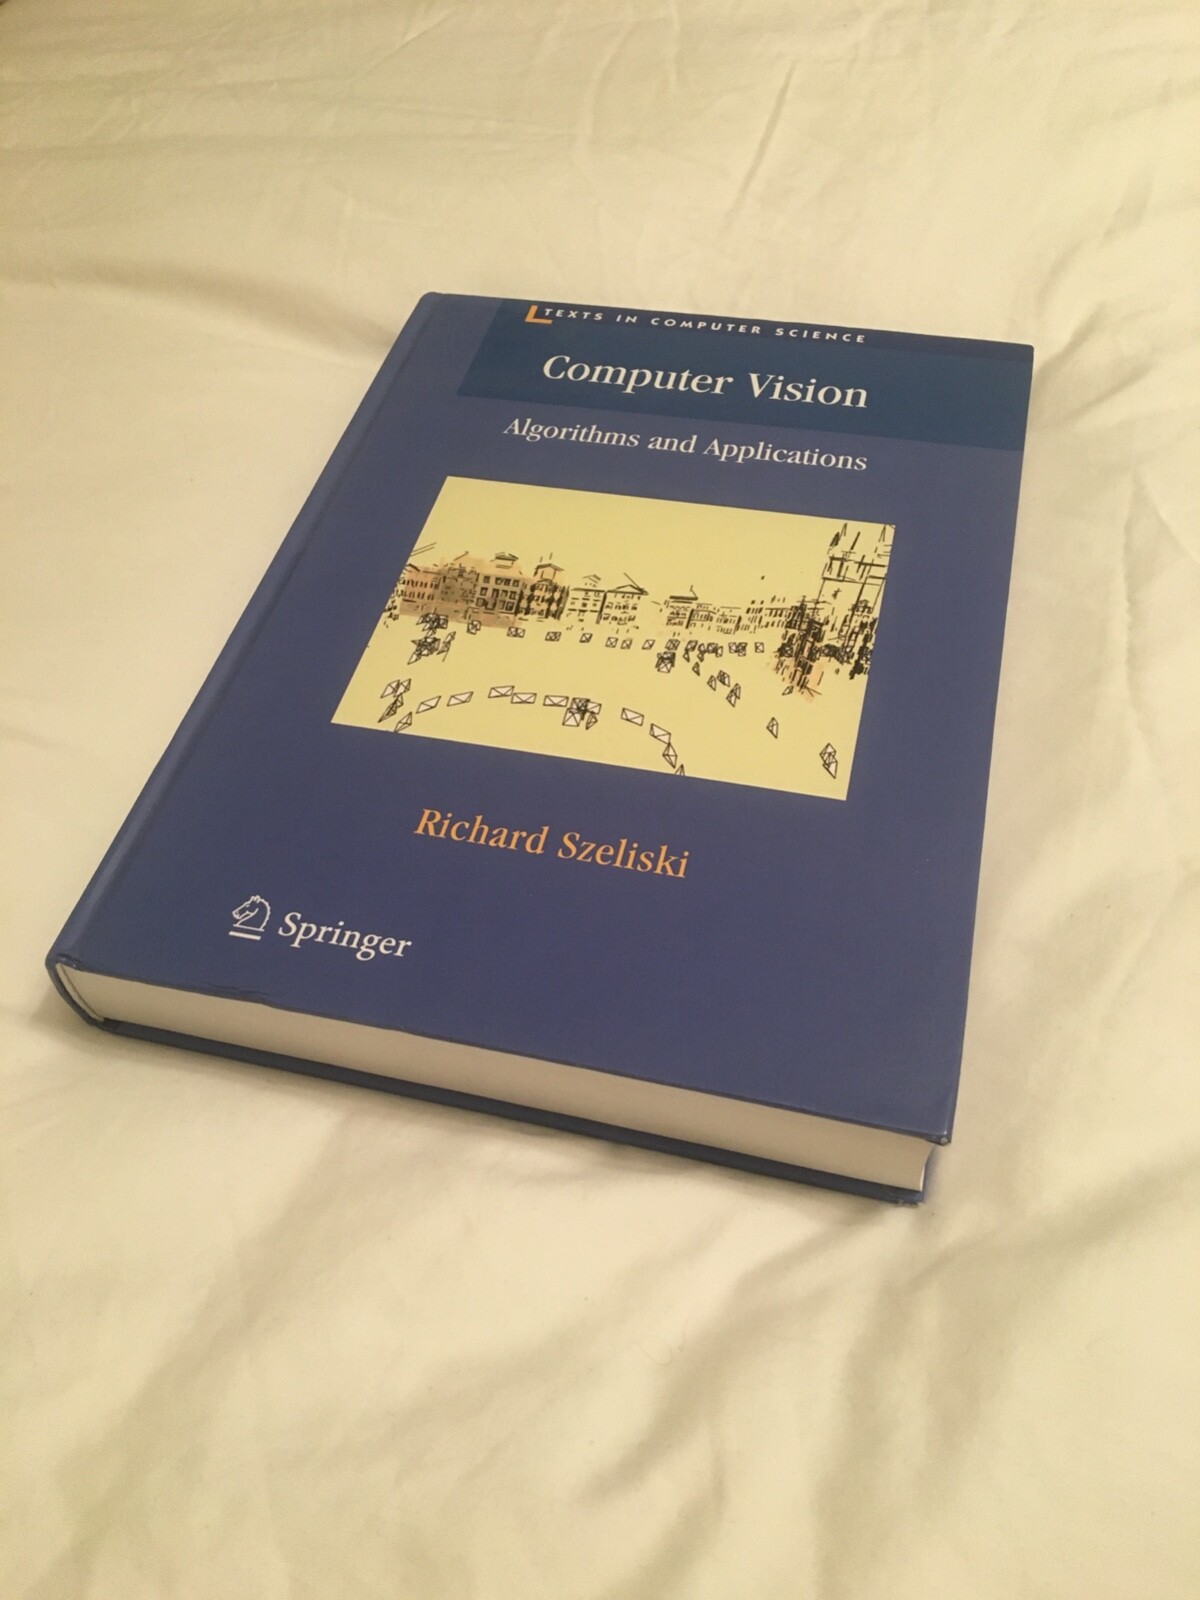 TEXTS IN COMPUTER SCIENCE
Computer Vision
Algorithms and Applications
Richard Szeliski
Springer